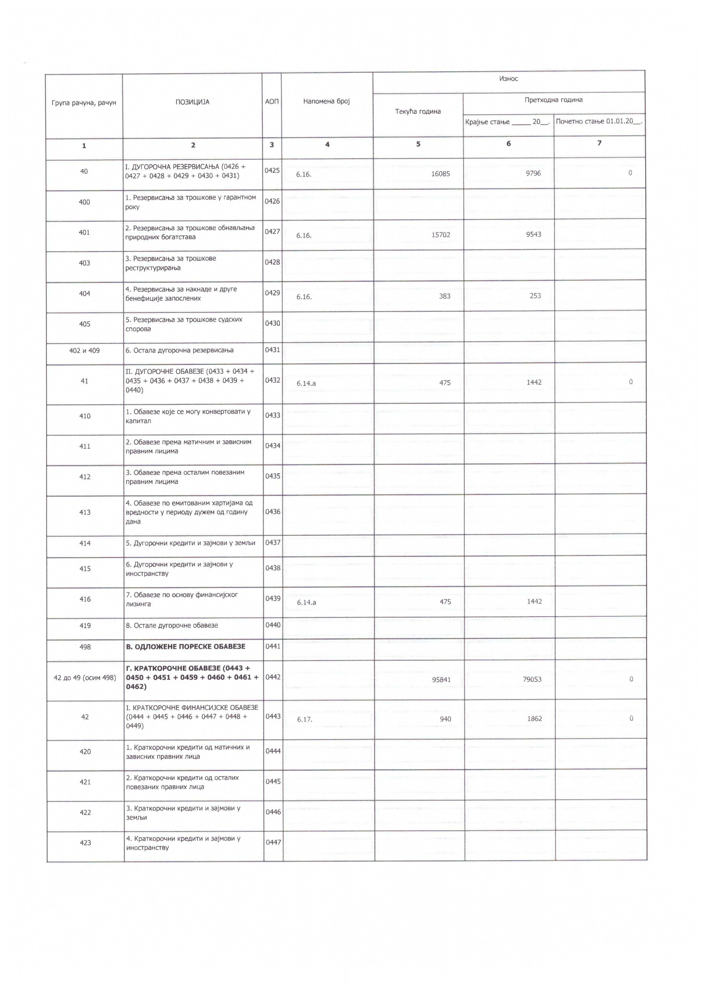 Група рачуна, рачун
ПОЗИЦИЈА
АОП
Напомена број
Износ
Текућа година
Претходна година
Крајње стање _____ 20__.
Почетно стање 01.01.20__.
1 2 3 4 5 6 7
40 I. ДУГОРОЧНА РЕЗЕРВИСАЊА (0426 + 0425 6.16. 16085 9796 0
0427 + 0428 + 0429 + 0430 + 0431)
400 1. Резервисања за трошкове у гарантном 0426
року
401 2. Резервисања за трошкове обнављања 0427 6.16. 15702 9543
природних богатстава
403 3. Резервисања за трошкове 0428
реструктурирања
404 4. Резервисања за накнаде и друге 0429 6.16. 383 253
бенефиције запослених
405 5. Резервисања за трошкове судских 0430
спорова
402 и 409 6. Остала дугорочна резервисања 0431
II. ДУГОРОЧНЕ ОБАВЕЗЕ (0433 + 0434 +
41 0435 + 0436 + 0437 + 0438 + 0439 + 0432 6.14.а 475 1442 0
0440)
410 1. Обавезе које се могу конвертовати у 0433
капитал
411 2. Обавезе према матичним и зависним 0434
правним лицима
412 3. Обавезе према осталим повезаним 0435
правним лицима
4. Обавезе по емитованим хартијама од
413 вредности у периоду дужем од годину 0436
дана
414 5. Дугорочни кредити и зајмови у земљи 0437
415 6. Дугорочни кредити и зајмови у 0438
иностранству
416 7. Обавезе по основу финансијског 0439 6.14.а 475 1442
лизинга
419 8. Остале дугорочне обавезе 0440
498 В. ОДЛОЖЕНЕ ПОРЕСКЕ ОБАВЕЗЕ 0441
Г. КРАТКОРОЧНЕ ОБАВЕЗЕ (0443 +
42 до 49 (осим 498) 0450 + 0451 + 0459 + 0460 + 0461 + 0442 95841 79053 0
0462)
I. КРАТКОРОЧНЕ ФИНАНСИЈСКЕ ОБАВЕЗЕ
42 (0444 + 0445 + 0446 + 0447 + 0448 + 0443 6.17. 940 1862 0
0449)
420 1. Краткорочни кредити од матичних и 0444
зависних правних лица
421 2. Краткорочни кредити од осталих 0445
повезаних правних лица
422 3. Краткорочни кредити и зајмови у 0446
земљи
423 4. Краткорочни кредити и зајмови у 0447
иностранству